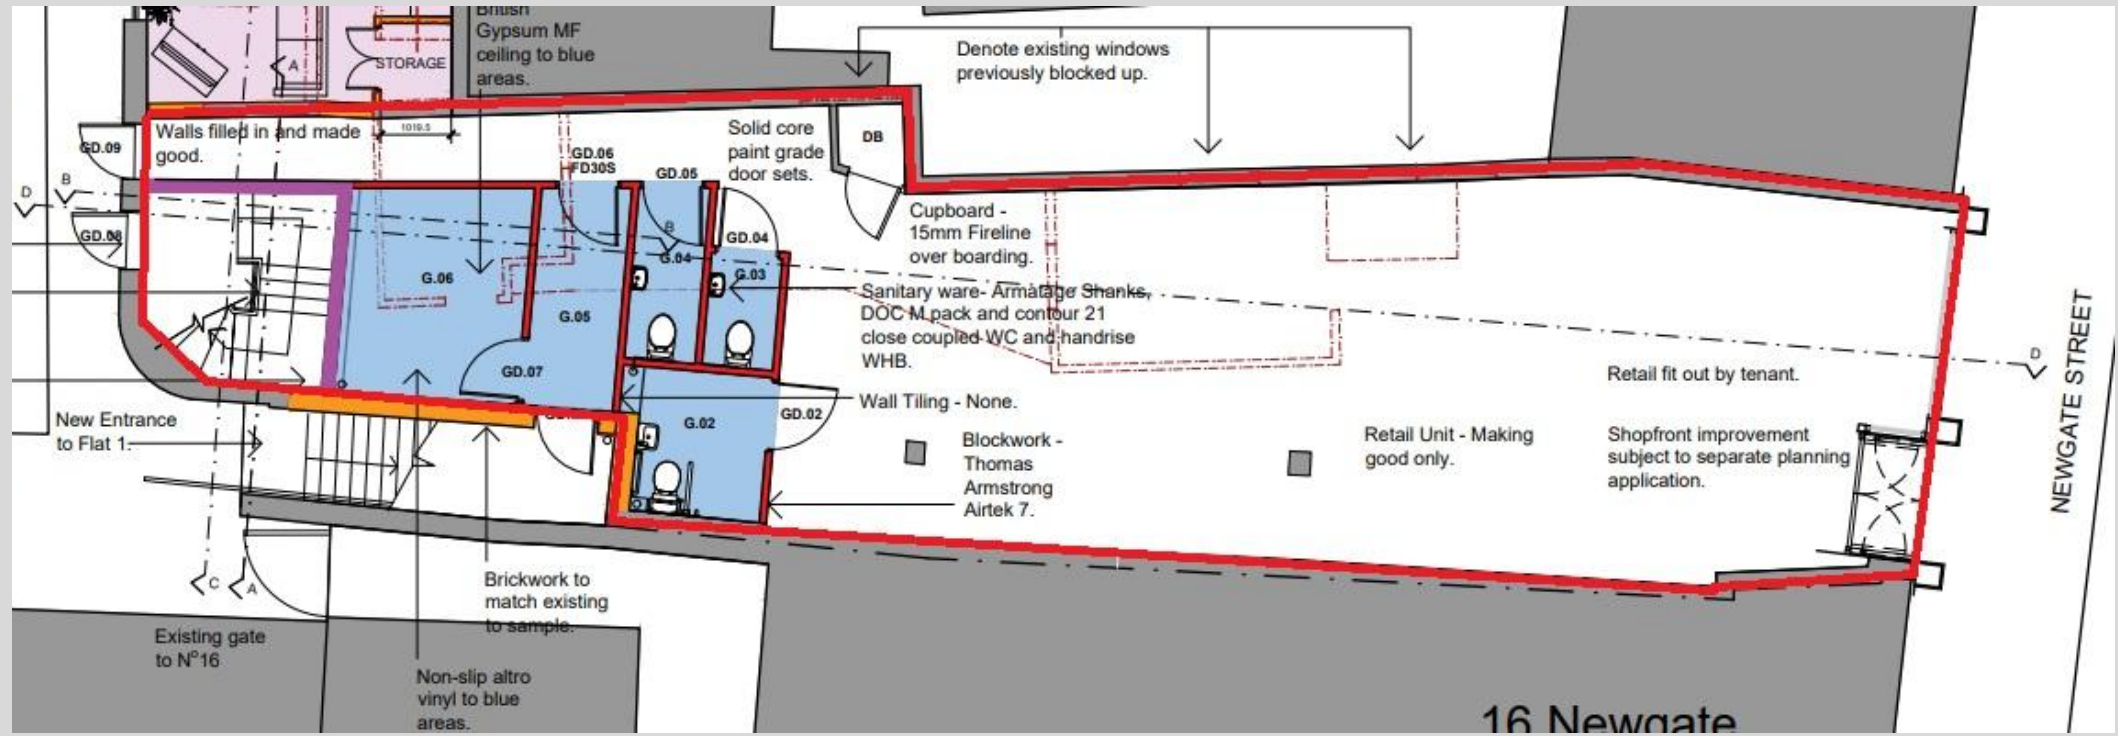 British
Gypsum MF
ceiling to blue
areas.
STORAGE
A
Denote existing windows
previously blocked up.
1019.5
Walls filled in and made
good.
GD.09
Solid core
paint grade
door sets.
DB
GD.06
FD30S
GD.05
D
B
GD.08
GD.04
B
G.04
G.03
G.06
G.05
Cupboard -
15mm Fireline
over boarding.
Sanitary ware- Armatage Shanks,
DOC M pack and contour 21
close coupled WC and handrise
WHB.
GD.07
Wall Tiling - None.
GD.02
G.02
D
NEWGATE STREET
Retail fit out by tenant.
New Entrance
to Flat 1.
Blockwork -
Thomas
Armstrong
Airtek 7.
Retail Unit - Making
good only.
Shopfront improvement
subject to separate planning
application.
C
A
Brickwork to
match existing
to sample.
Existing gate
to Nº16
Non-slip altro
vinyl to blue
areas.
16 Newgate